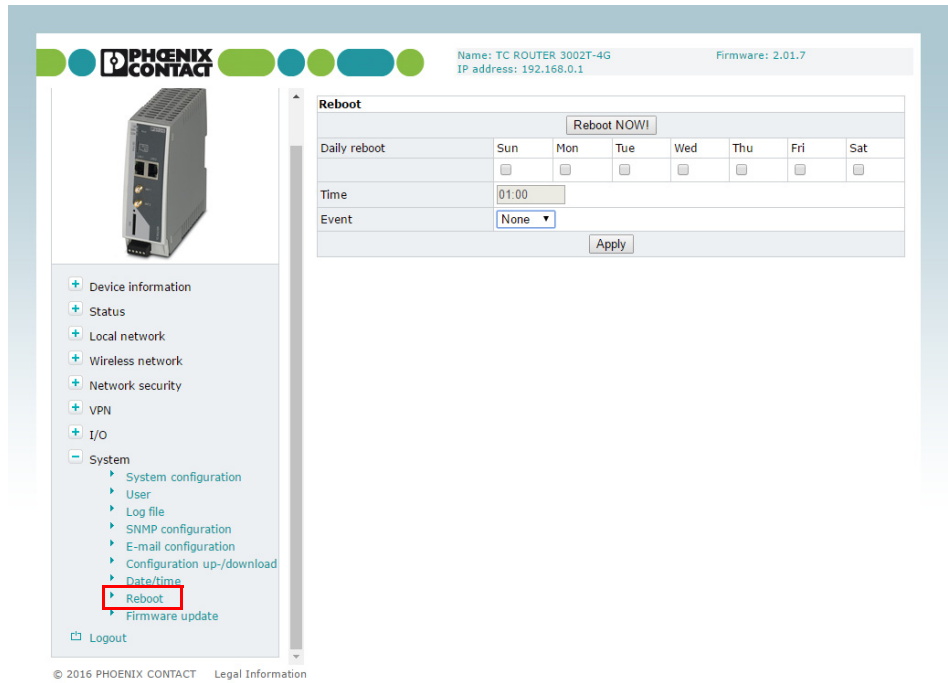 PHŒNIX
CONTACT
Name: TC ROUTER 3002T-4G Firmware: 2.01.7
IP address: 192.168.0.1
Reboot
Reboot NOW!
Daily reboot Sun Mon Tue Wed Thu Fri Sat
Time 01:00
Event None
Apply
Device information
Status
Local network
Wireless network
Network security
VPN
I/O
System
System configuration
User
Log file
SNMP configuration
E-mail configuration
Configuration up-/download
Date/time
Reboot
Firmware update
Logout
© 2016 PHOENIX CONTACT Legal Information